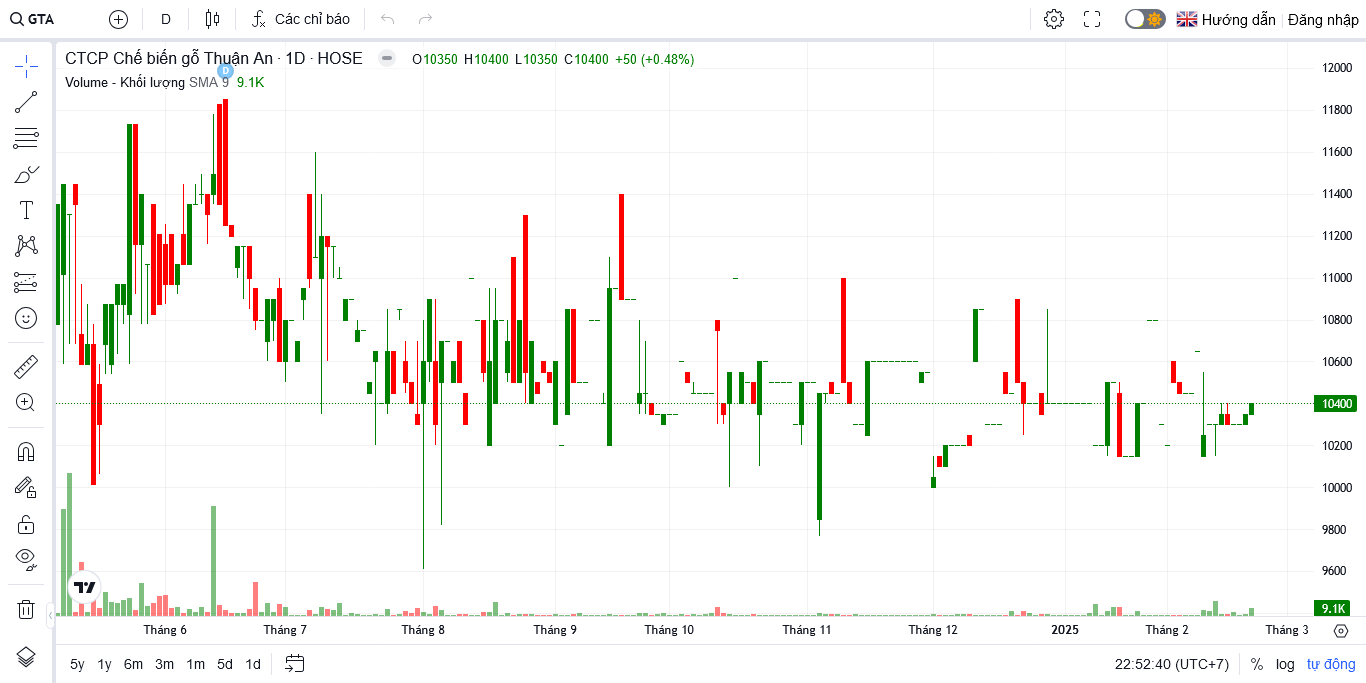 GTA D Các chỉ báo Hướng dẫn Đăng nhập
CTCP Chế biến gỗ Thuận An · 1D · HOSE O10350 H10400 L10350 C10400 +50 (+0.48%)
D
Volume - Khối lượng SMA 9 9.1K
12000
11800
11600
11400
11200
11000
10800
10600
10400
10200
10000
9800
9600
9.1K
Tháng 6 Tháng 7 Tháng 8 Tháng 9 Tháng 10 Tháng 11 Tháng 12 2025 Tháng 2 Tháng 3
5y 1y 6m 3m 1m 5d 1d 22:52:40 (UTC+7) % log tự động